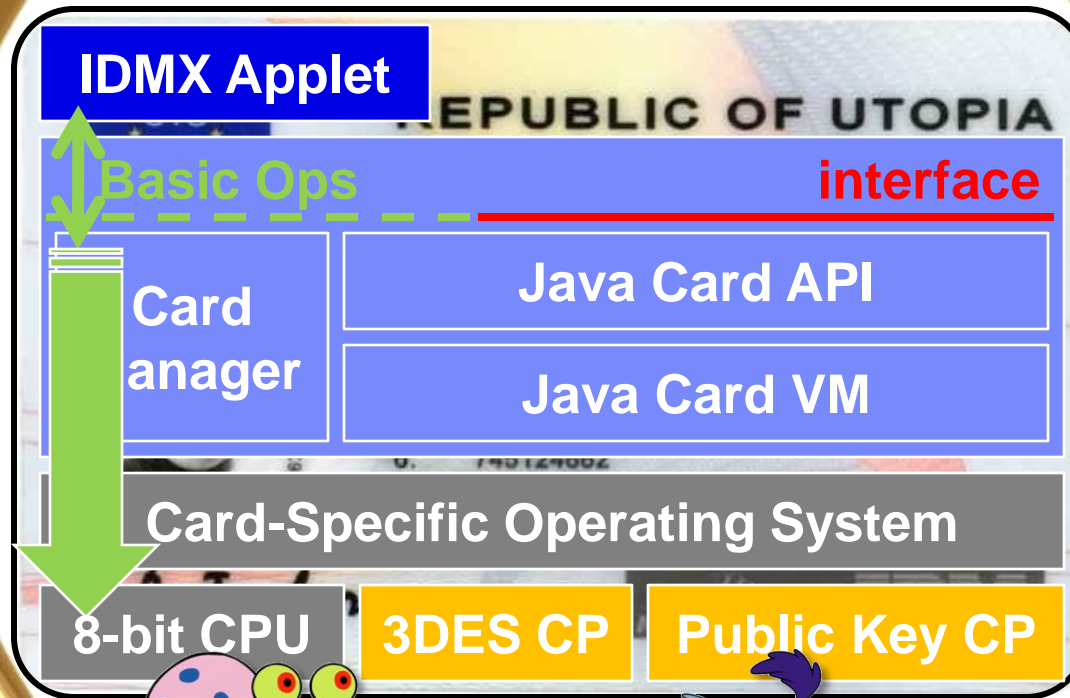 IDMX Applet
EPUBLIC OF UTOPIA
Basic Ops
interface
Card
anager
Java Card API
Java Card VM
Card-Specific Operating System
8-bit CPU
3DES CP
Public Key CP